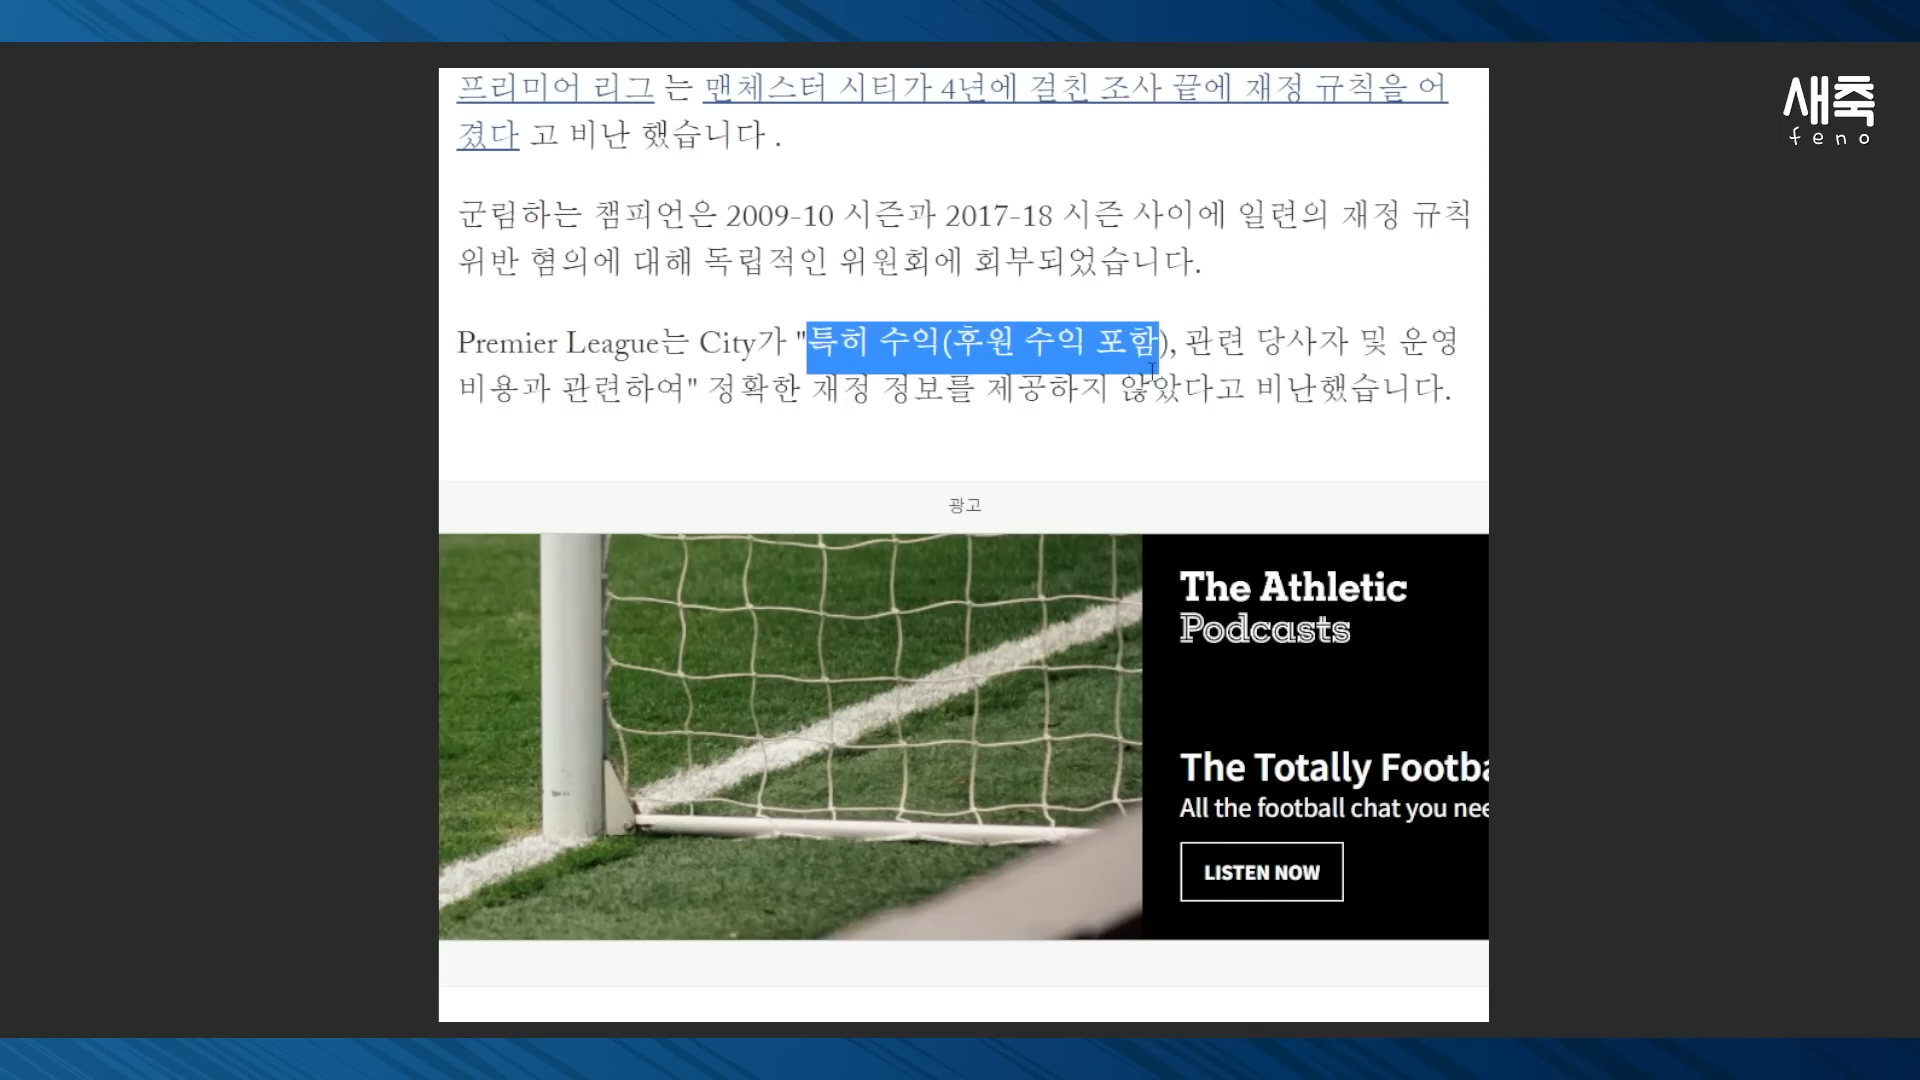 프리미어 리그 는 맨체스터 시티가 4년에 걸친 조사 끝에 재정 규칙을 어
겼다 고 비난 했습니다 .
군림하는 챔피언은 2009-10 시즌과 2017-18 시즌 사이에 일련의 재정 규칙
위반 혐의에 대해 독립적인 위원회에 회부되었습니다.
Premier League는 City가 "특히 수익(후원 수익 포함), 관련 당사자 및 운영
비용과 관련하여" 정확한 재정 정보를 제공하지 않았다고 비난했습니다.
광고
The Athletic
Podcasts
The Totally Footba
All the football chat you nee
LISTEN NOW
새축
feno